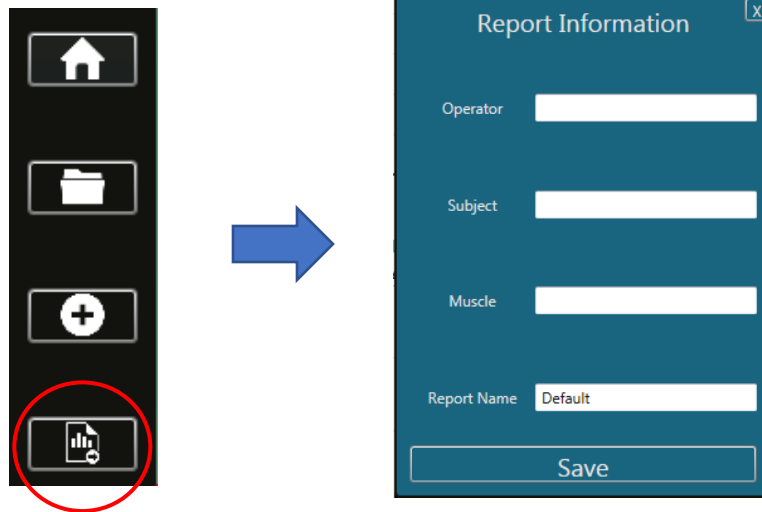 X
Report Information
Operator
Subject
Muscle
Report Name Default
Save